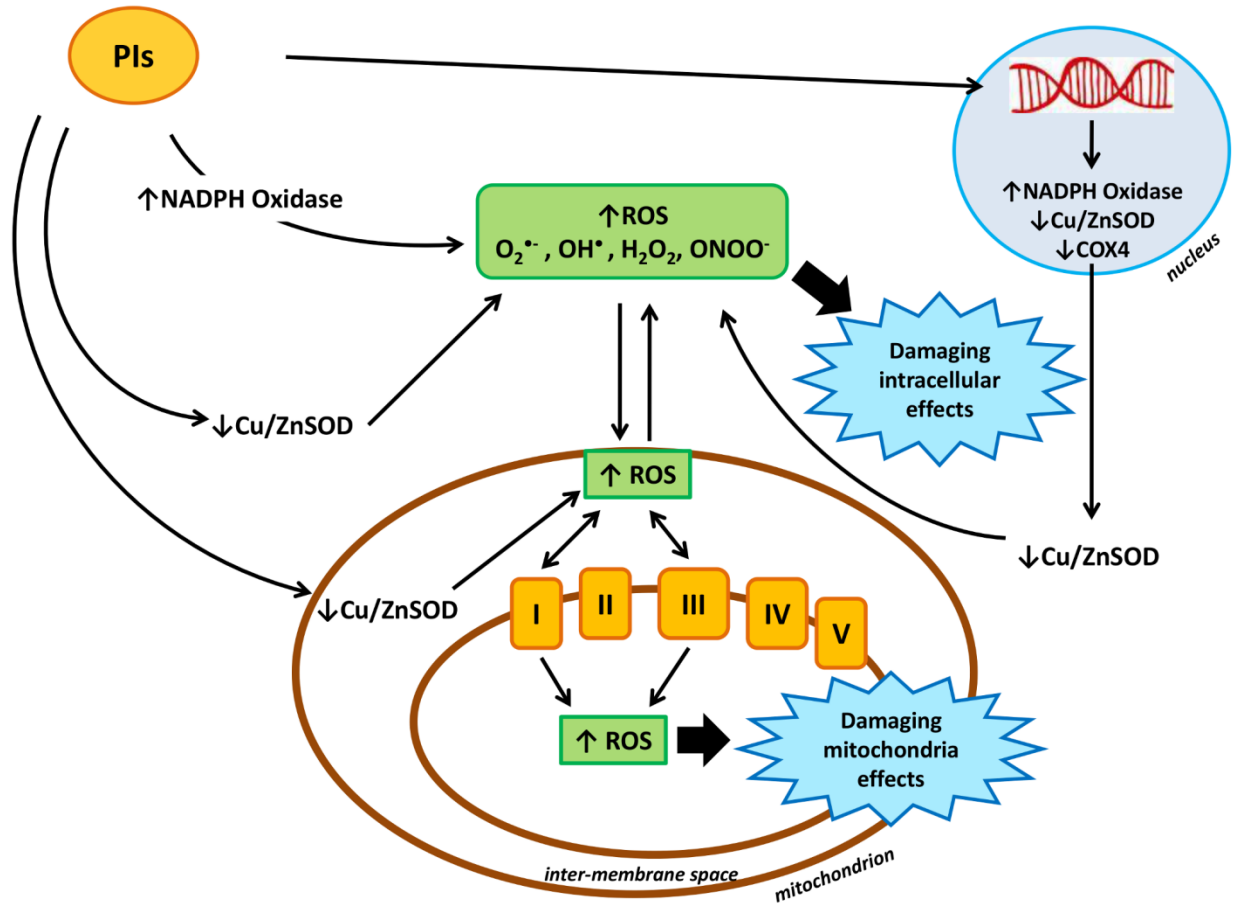 PIs
↑NADPH Oxidase
↓Cu/ZnSOD
↓COX4
nucleus
↑NADPH Oxidase
↑ROS
O₂•⁻ , OH•, H₂O₂, ONOO⁻
Damaging
intracellular
effects
↓Cu/ZnSOD
↑ ROS
↓Cu/ZnSOD
↓Cu/ZnSOD
I
II
III
IV
V
↑ ROS
Damaging
mitochondria
effects
inter-membrane space
mitochondrion